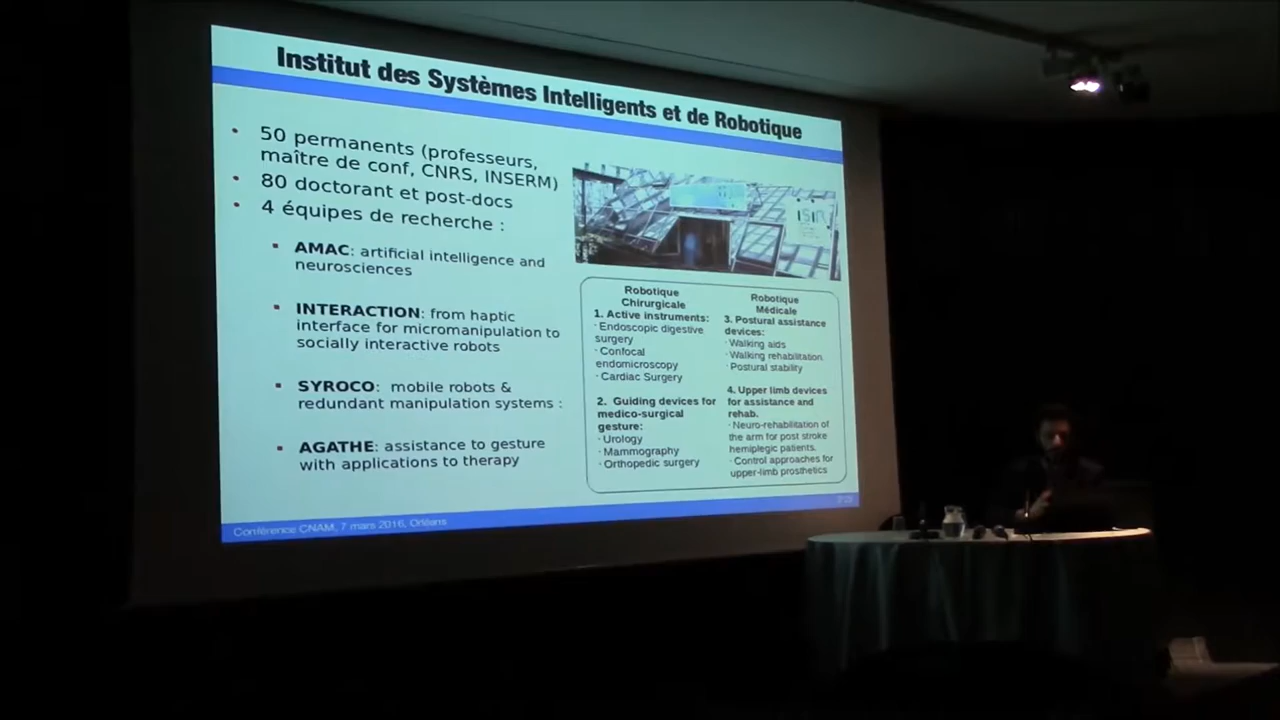 Institut des Systèmes Intelligents et de Robotique
• 50 permanents (professeurs,
maître de conf, CNRS, INSERM)
• 80 doctorant et post-docs
• 4 équipes de recherche :
▪ AMAC: artificial intelligence and
neurosciences
▪ INTERACTION: from haptic
interface for micromanipulation to
socially interactive robots
▪ SYROCO: mobile robots &
redundant manipulation systems :
▪ AGATHE: assistance to gesture
with applications to therapy
ISIR
Robotique
Chirurgicale
1. Active instruments:
· Endoscopic digestive
surgery
· Confocal
endomicroscopy
· Cardiac Surgery
2. Guiding devices for
medico-surgical
gesture:
· Urology
· Mammography
· Orthopedic surgery
Robotique
Médicale
3. Postural assistance
devices:
· Walking aids
· Walking rehabilitation
· Postural stability
4. Upper limb devices
for assistance and
rehab.
· Neuro-rehabilitation of
the arm for post stroke
hemiplegic patients.
· Control approaches for
upper-limb prosthetics
Conférence CNAM, 7 mars 2016, Orléans